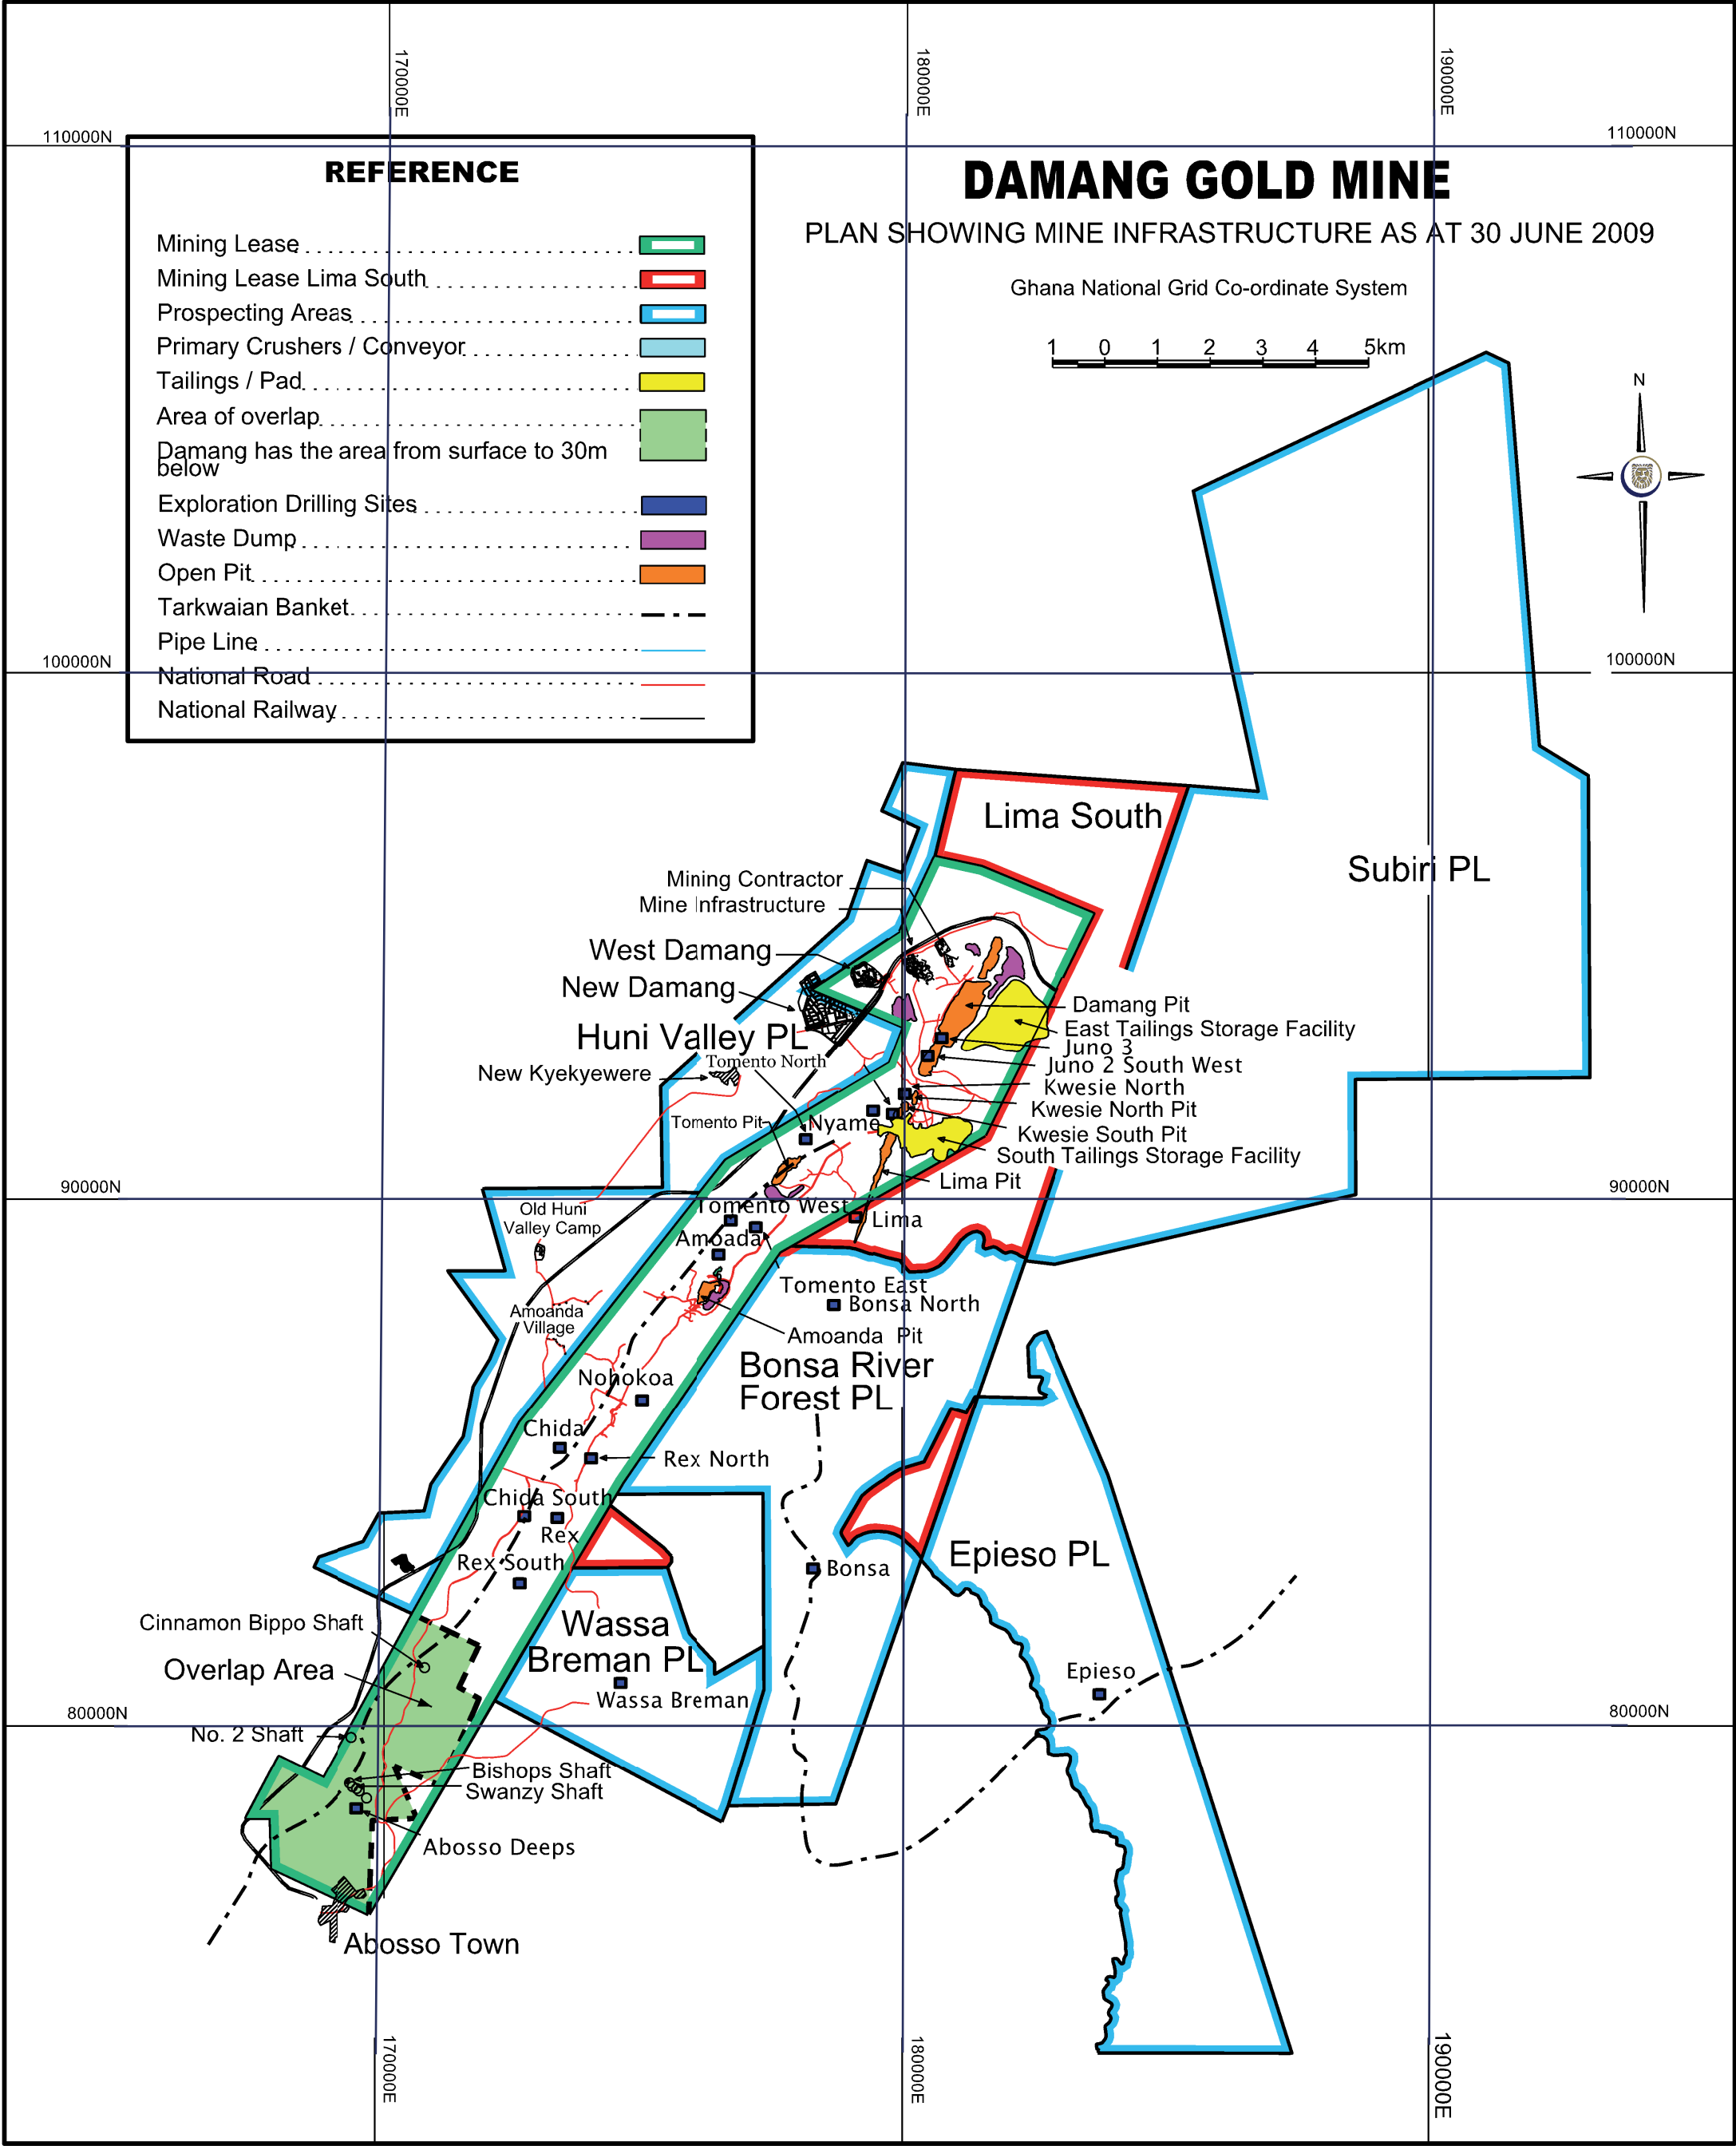 170000E
180000E
190000E
110000N
110000N
REFERENCE
DAMANG GOLD MINE
PLAN SHOWING MINE INFRASTRUCTURE AS AT 30 JUNE 2009
Ghana National Grid Co-ordinate System
1 0 1 2 3 4 5km
N
Mining Lease
Mining Lease Lima South
Prospecting Areas
Primary Crushers / Conveyor
Tailings / Pad
Area of overlap
Damang has the area from surface to 30m
below
Exploration Drilling Sites
Waste Dump
Open Pit
Tarkwaian Banket
Pipe Line
National Road
National Railway
100000N
100000N
Lima South
Subiri PL
Mining Contractor
Mine Infrastructure
West Damang
New Damang
Huni Valley PL
Damang Pit
East Tailings Storage Facility
Juno 3
Juno 2 South West
Tomento North
New Kyekyewere
Kwesie North
Kwesie North Pit
Tomento Pit
Nyame
Kwesie South Pit
South Tailings Storage Facility
Lima Pit
90000N
90000N
Old Huni
Valley Camp
Tomento West
Lima
Amoada
Tomento East
Bonsa North
Amoanda
Village
Amoanda Pit
Bonsa River
Forest PL
Nohokoa
Chida
Rex North
Chida South
Rex
Rex South
Epieso PL
Bonsa
Cinnamon Bippo Shaft
Wassa
Breman PL
Overlap Area
Epieso
Wassa Breman
80000N
80000N
No. 2 Shaft
Bishops Shaft
Swanzy Shaft
Abosso Deeps
Abosso Town
170000E
180000E
190000E